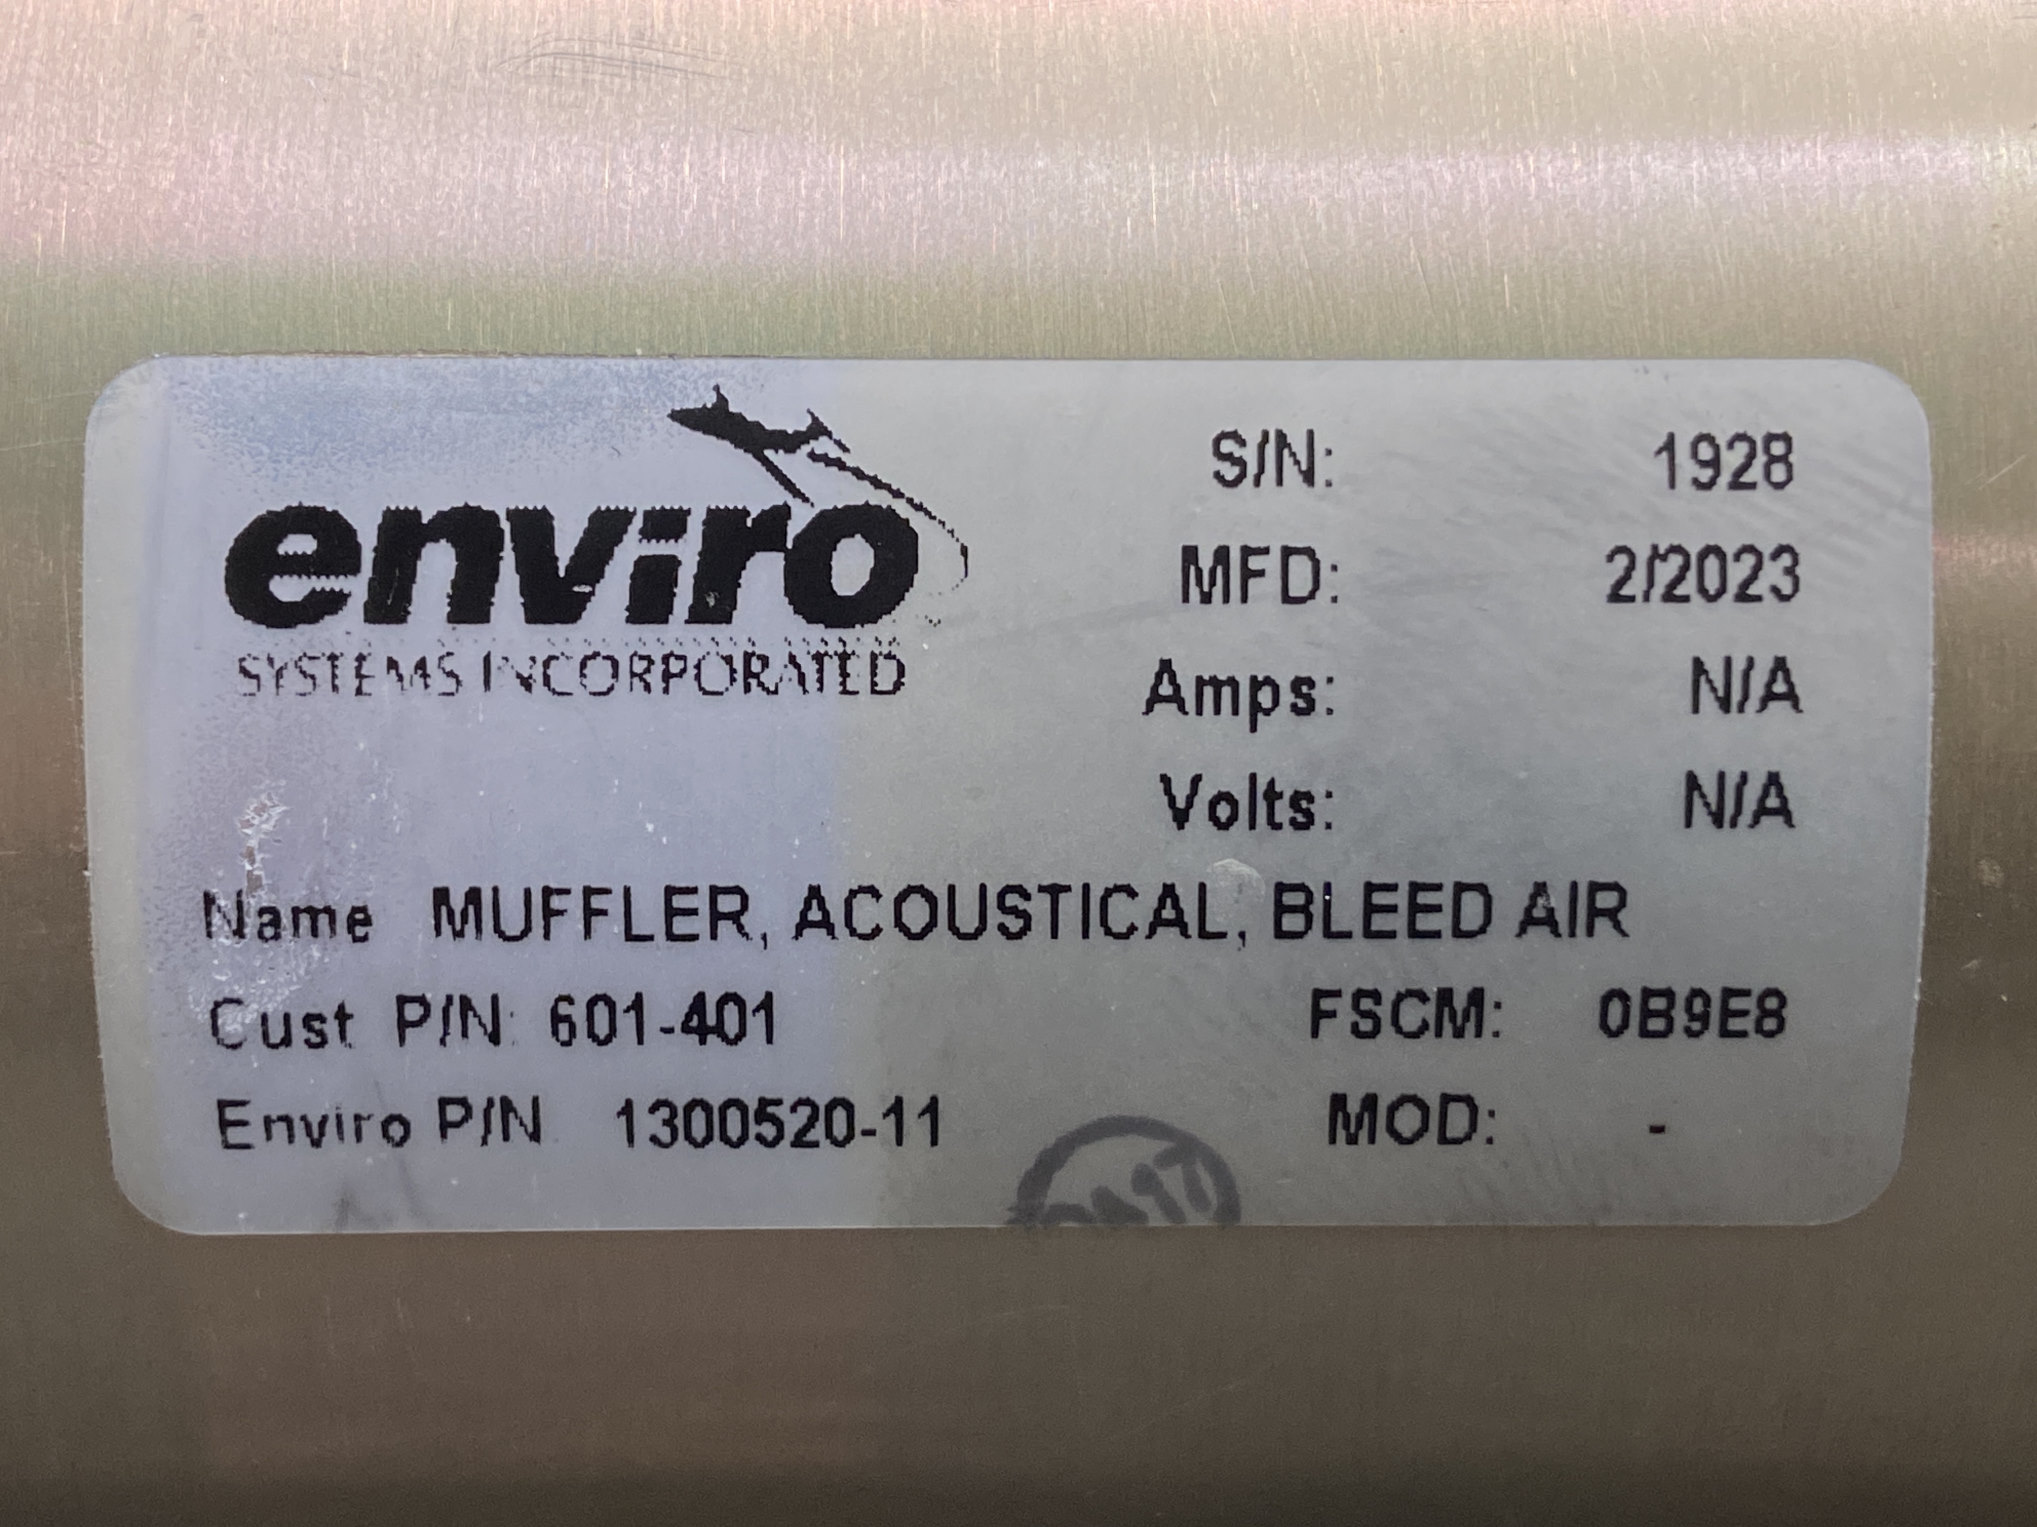 enviro
SYSTEMS INCORPORATED
S/N: 1928
MFD: 2/2023
Amps: N/A
Volts: N/A
Name MUFFLER, ACOUSTICAL, BLEED AIR
Cust P/N: 601-401 FSCM: 0B9E8
Enviro P/N 1300520-11 MOD: -